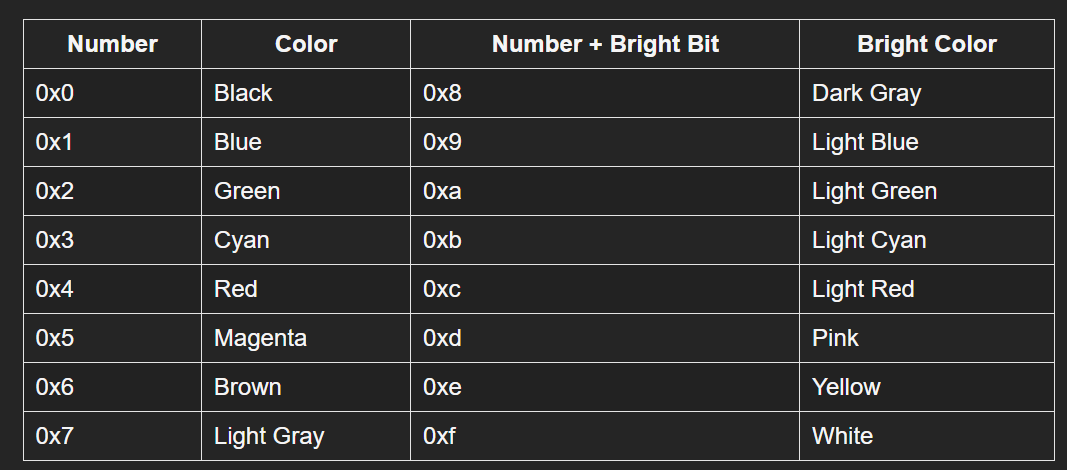 Number Color Number + Bright Bit Bright Color
0x0 Black 0x8 Dark Gray
0x1 Blue 0x9 Light Blue
0x2 Green 0xa Light Green
0x3 Cyan 0xb Light Cyan
0x4 Red 0xc Light Red
0x5 Magenta 0xd Pink
0x6 Brown 0xe Yellow
0x7 Light Gray 0xf White